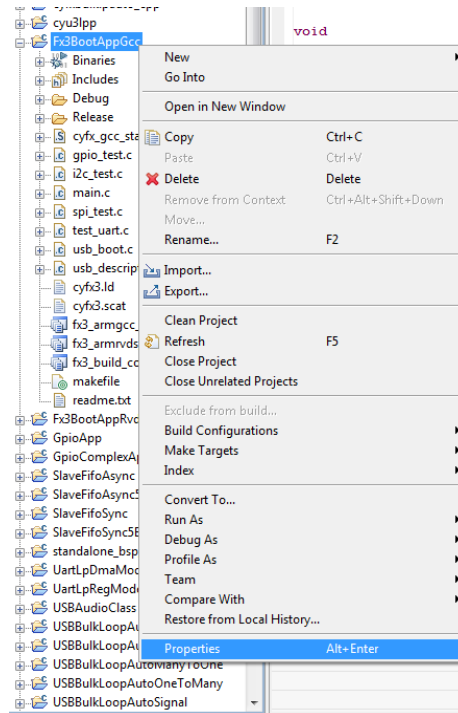 cyu3lpp
void
Fx3BootAppGcc
Binaries
Includes
Debug
Release
cyfx_gcc_sta
gpio_test.c
i2c_test.c
main.c
spi_test.c
test_uart.c
usb_boot.c
usb_descrip
cyfx3.ld
cyfx3.scat
fx3_armgcc_
fx3_armrvds
fx3_build_co
makefile
readme.txt
Fx3BootAppRvd
GpioApp
GpioComplexA
SlaveFifoAsync
SlaveFifoAsync5
SlaveFifoSync
SlaveFifoSync5B
standalone_bsp
UartLpDmaMod
UartLpRegMode
USBAudioClass
USBBulkLoopAu
USBBulkLoopAu
USBBulkLoopAutoManyToOne
USBBulkLoopAutoOneToMany
USBBulkLoopAutoSignal
New
Go Into
Open in New Window
Copy Ctrl+C
Paste Ctrl+V
Delete Delete
Remove from Context Ctrl+Alt+Shift+Down
Move...
Rename... F2
Import...
Export...
Clean Project
Refresh F5
Close Project
Close Unrelated Projects
Exclude from build...
Build Configurations
Make Targets
Index
Convert To...
Run As
Debug As
Profile As
Team
Compare With
Restore from Local History...
Properties Alt+Enter